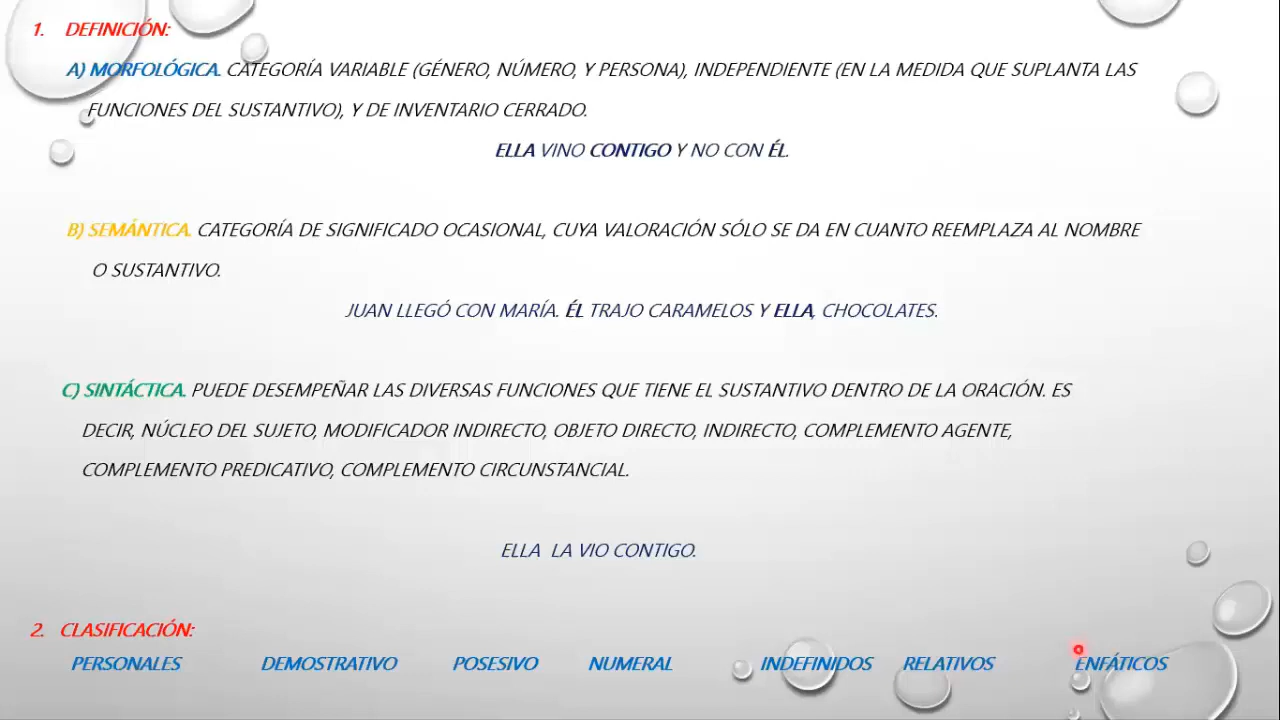 1. DEFINICIÓN:
A) MORFOLÓGICA. CATEGORÍA VARIABLE (GÉNERO, NÚMERO, Y PERSONA), INDEPENDIENTE (EN LA MEDIDA QUE SUPLANTA LAS
FUNCIONES DEL SUSTANTIVO), Y DE INVENTARIO CERRADO.
ELLA VINO CONTIGO Y NO CON ÉL.
B) SEMÁNTICA. CATEGORÍA DE SIGNIFICADO OCASIONAL, CUYA VALORACIÓN SÓLO SE DA EN CUANTO REEMPLAZA AL NOMBRE
O SUSTANTIVO.
JUAN LLEGÓ CON MARÍA. ÉL TRAJO CARAMELOS Y ELLA, CHOCOLATES.
C) SINTÁCTICA. PUEDE DESEMPEÑAR LAS DIVERSAS FUNCIONES QUE TIENE EL SUSTANTIVO DENTRO DE LA ORACIÓN. ES
DECIR, NÚCLEO DEL SUJETO, MODIFICADOR INDIRECTO, OBJETO DIRECTO, INDIRECTO, COMPLEMENTO AGENTE,
COMPLEMENTO PREDICATIVO, COMPLEMENTO CIRCUNSTANCIAL.
ELLA LA VIO CONTIGO.
2. CLASIFICACIÓN:
PERSONALES DEMOSTRATIVO POSESIVO NUMERAL INDEFINIDOS RELATIVOS ENFÁTICOS